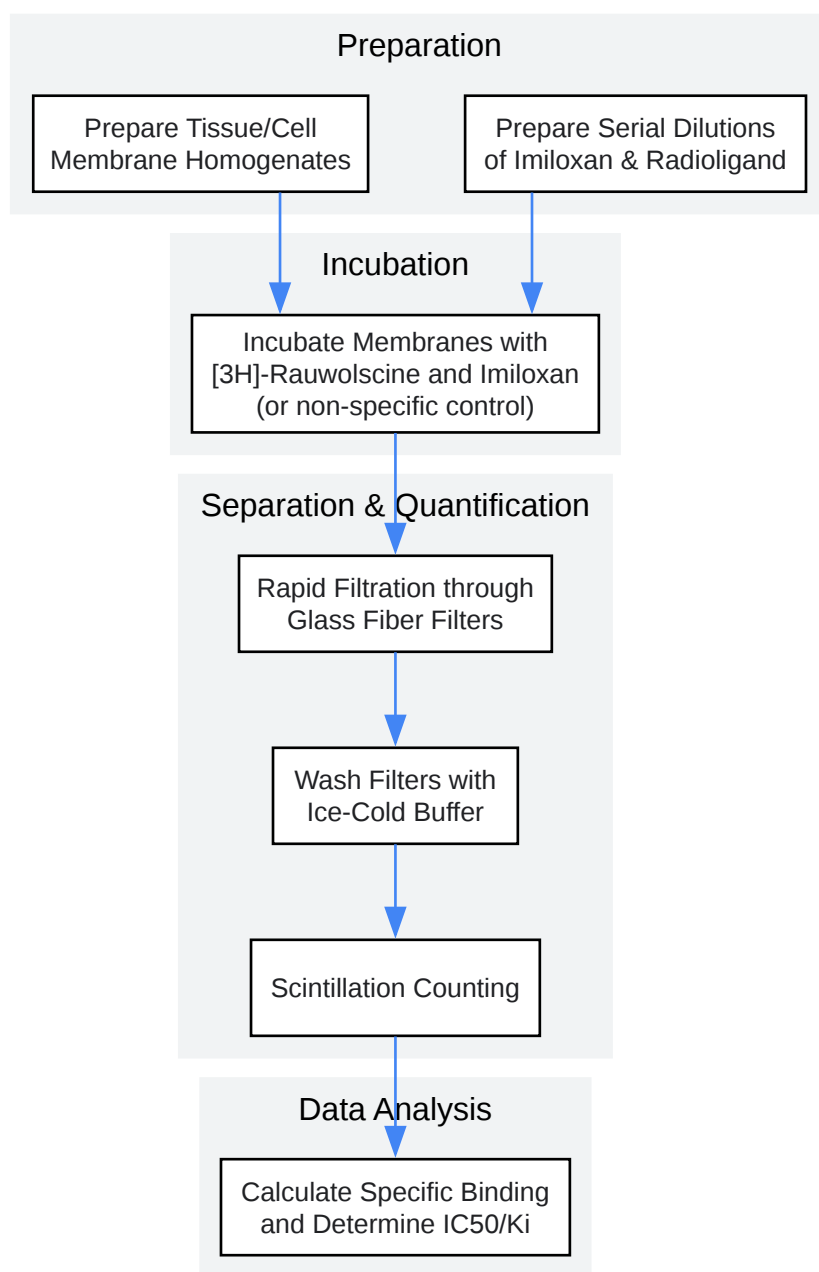 Preparation
Prepare Tissue/Cell
Membrane Homogenates
Prepare Serial Dilutions
of Imiloxan & Radioligand
Incubation
Incubate Membranes with
[3H]-Rauwolscine and Imiloxan
(or non-specific control)
Separation & Quantification
Rapid Filtration through
Glass Fiber Filters
Wash Filters with
Ice-Cold Buffer
Scintillation Counting
Data Analysis
Calculate Specific Binding
and Determine IC50/Ki